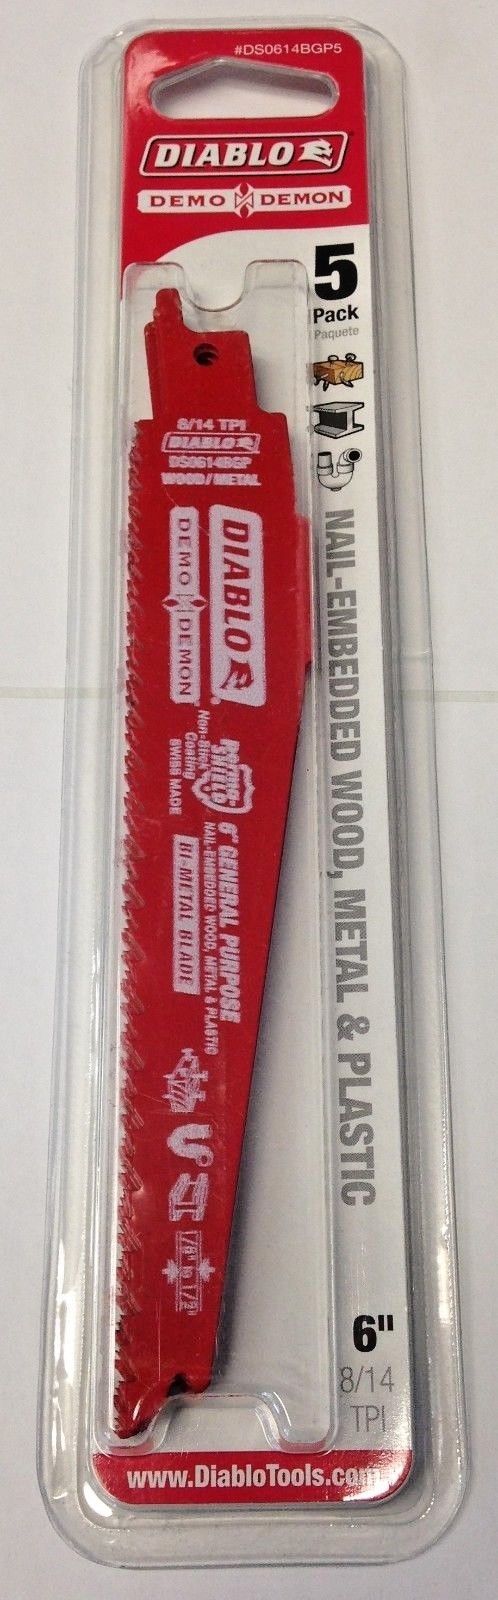 #DS0614BGP5
DIABLO
DEMO DEMON
5
Pack
Paquete
NAIL-EMBEDDED WOOD, METAL & PLASTIC
6"
8/14
TPI
8/14 TPI
DIABLO
DS0614BGP
WOOD/METAL
DIABLO
DEMO DEMON
SHIELD
Non-Stick
Coating
SWISS MADE
6" GENERAL PURPOSE
NAIL-EMBEDDED WOOD, METAL & PLASTIC
BI-METAL BLADE
www.DiabloTools.com